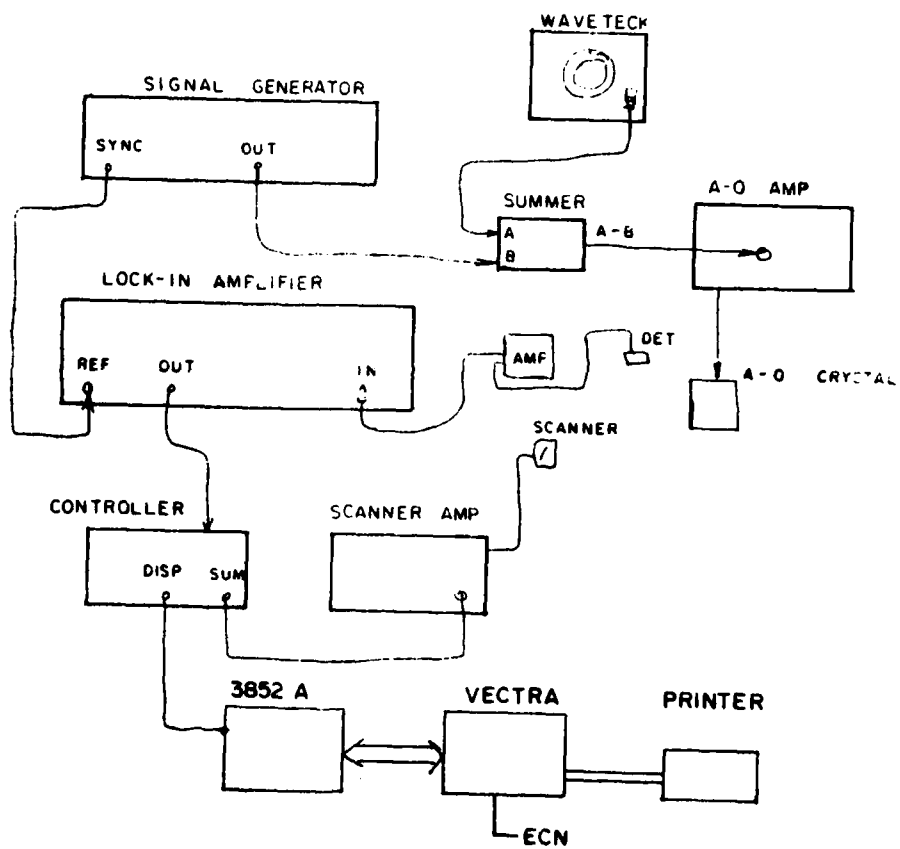 WAVETECK
SIGNAL GENERATOR
SYNC OUT
SUMMER
A
B
A-B
A-O AMP
LOCK-IN AMPLIFIER
REF OUT IN
AMP
DET
A-O CRYSTAL
SCANNER
CONTROLLER
DISP SUM
SCANNER AMP
3852 A
VECTRA
PRINTER
ECN